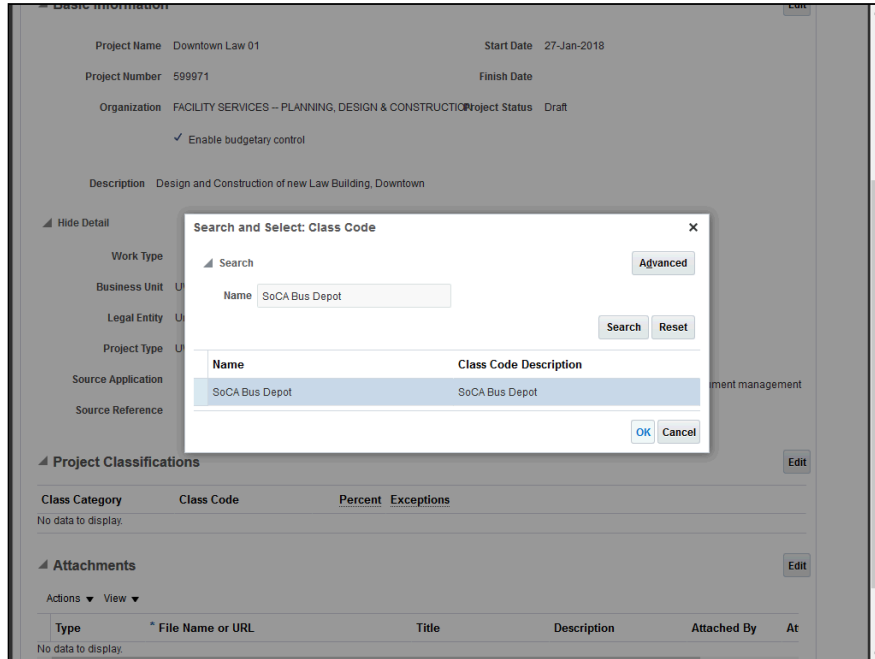 Basic Information
Edit
Project Name Downtown Law 01
Start Date 27-Jan-2018
Project Number 599971
Finish Date
Organization FACILITY SERVICES -- PLANNING, DESIGN & CONSTRUCTION
Project Status Draft
Enable budgetary control
Description Design and Construction of new Law Building, Downtown
Hide Detail
Work Type
Business Unit
Legal Entity
Project Type
Source Application
Source Reference
management
Search and Select: Class Code
Search
Advanced
Name SoCA Bus Depot
Search Reset
Name Class Code Description
SoCA Bus Depot SoCA Bus Depot
OK Cancel
Project Classifications
Edit
Class Category Class Code Percent Exceptions
No data to display.
Attachments
Edit
Actions View
Type * File Name or URL Title Description Attached By At
No data to display.